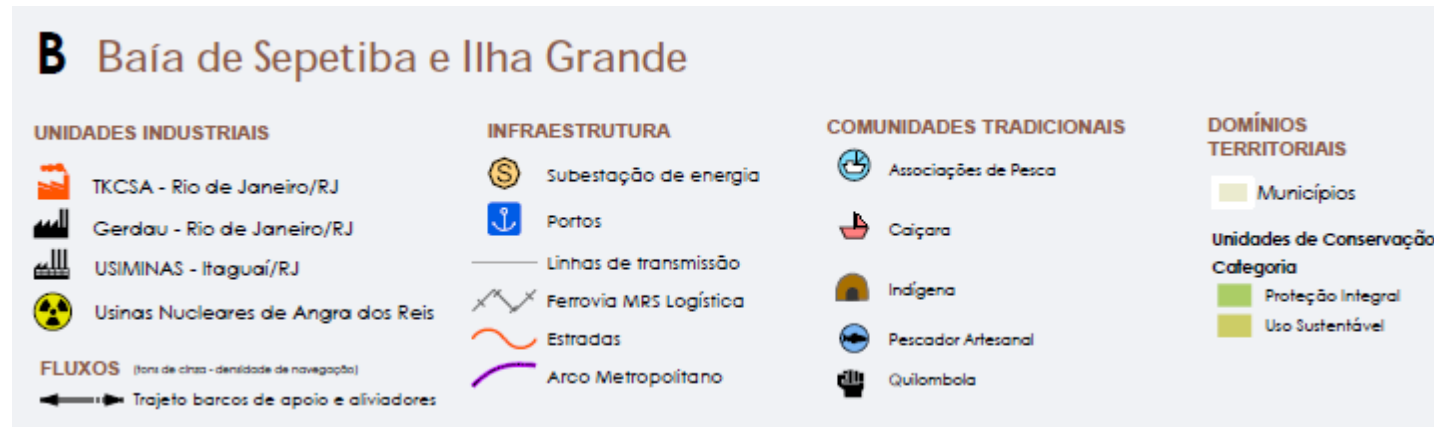 B Baía de Sepetiba e Ilha Grande
UNIDADES INDUSTRIAIS
TKCSA - Rio de Janeiro/RJ
Gerdau - Rio de Janeiro/RJ
USIMINAS - Itaguaí/RJ
Usinas Nucleares de Angra dos Reis
FLUXOS (tons de cinza - densidade de navegação)
Trajeto barcos de apoio e aliviadores
INFRAESTRUTURA
S Subestação de energia
Portos
Linhas de transmissão
Ferrovia MRS Logística
Estradas
Arco Metropolitano
COMUNIDADES TRADICIONAIS
Associações de Pesca
Caiçara
Indígena
Pescador Artesanal
Quilombola
DOMÍNIOS
TERRITORIAIS
Municípios
Unidades de Conservação
Categoria
Proteção Integral
Uso Sustentável